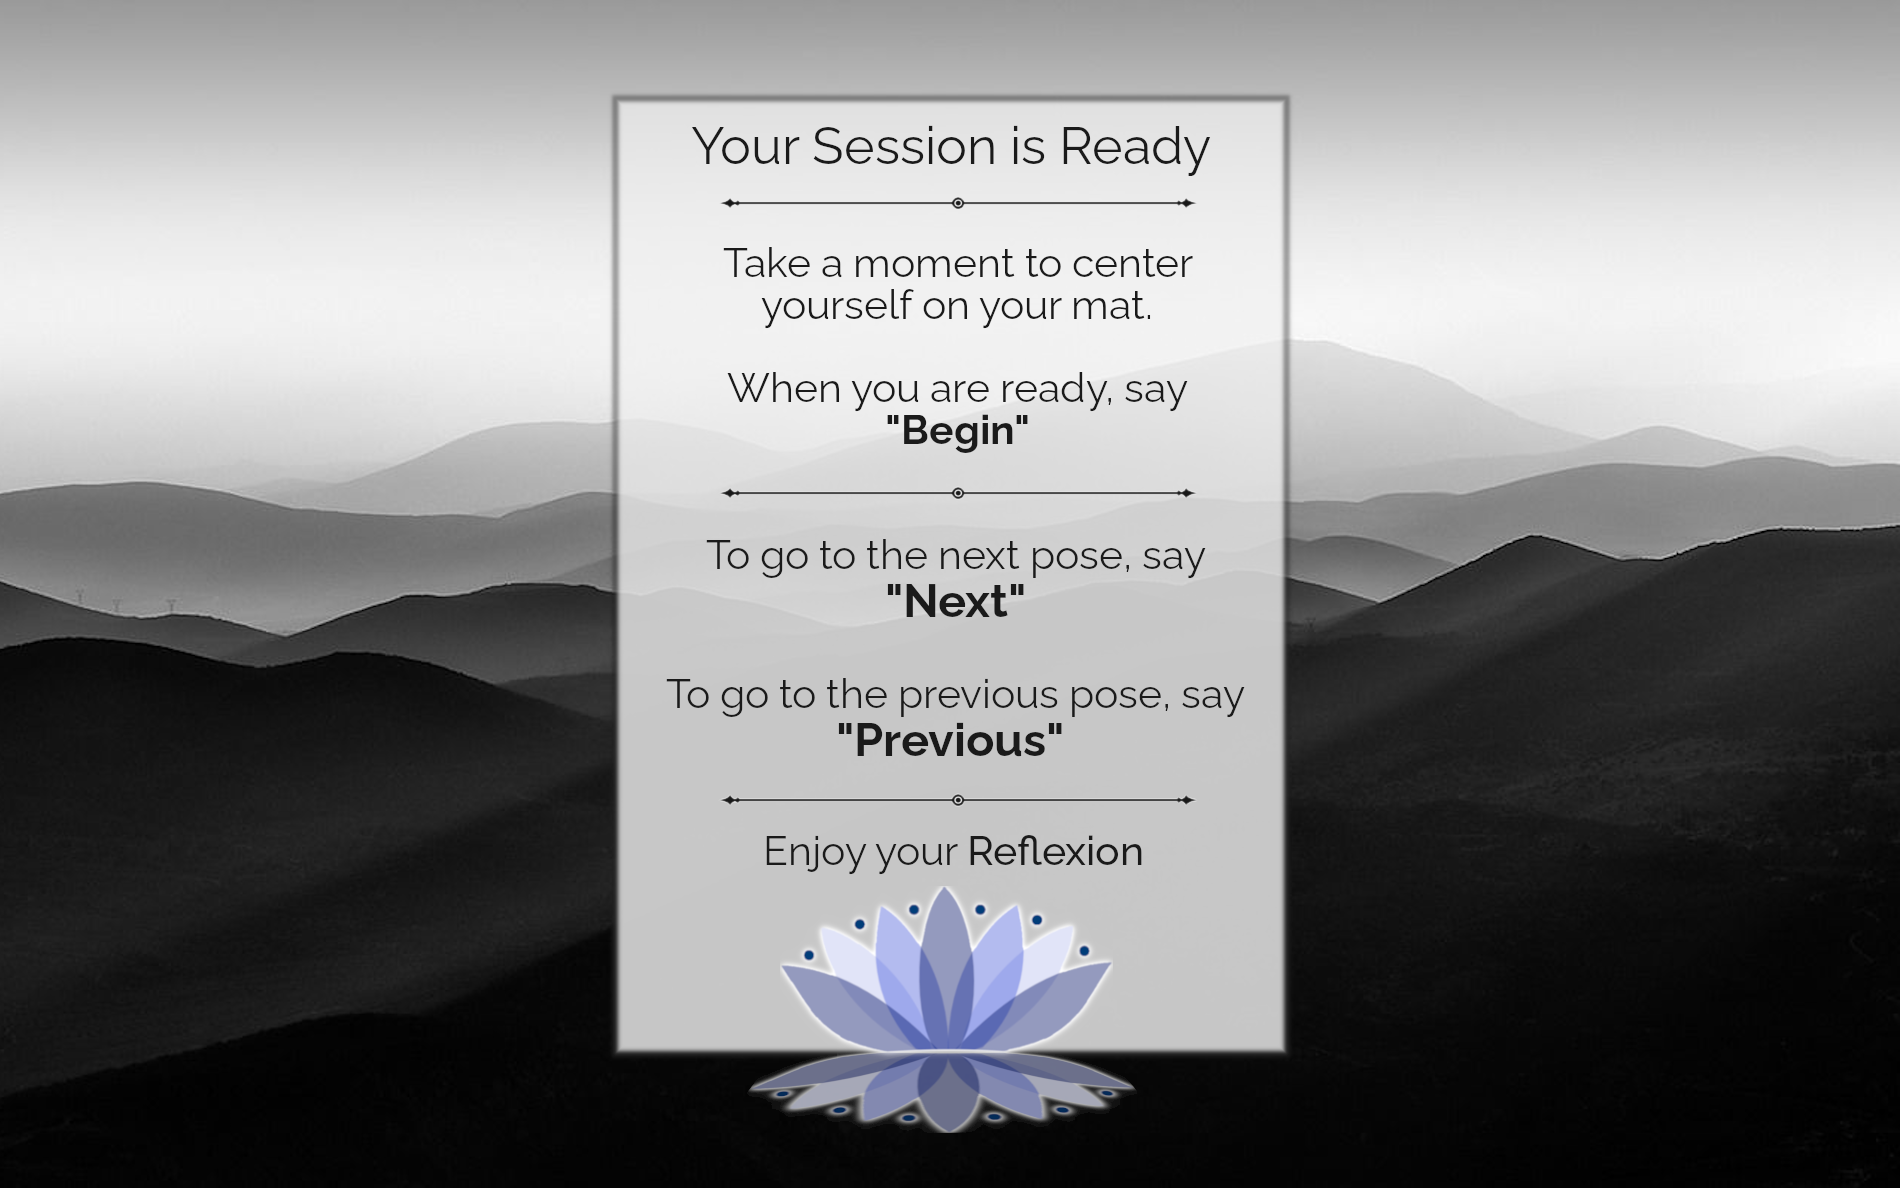 Your Session is Ready
Take a moment to center
yourself on your mat.
When you are ready, say
"Begin"
To go to the next pose, say
"Next"
To go to the previous pose, say
"Previous"
Enjoy your Reflexion